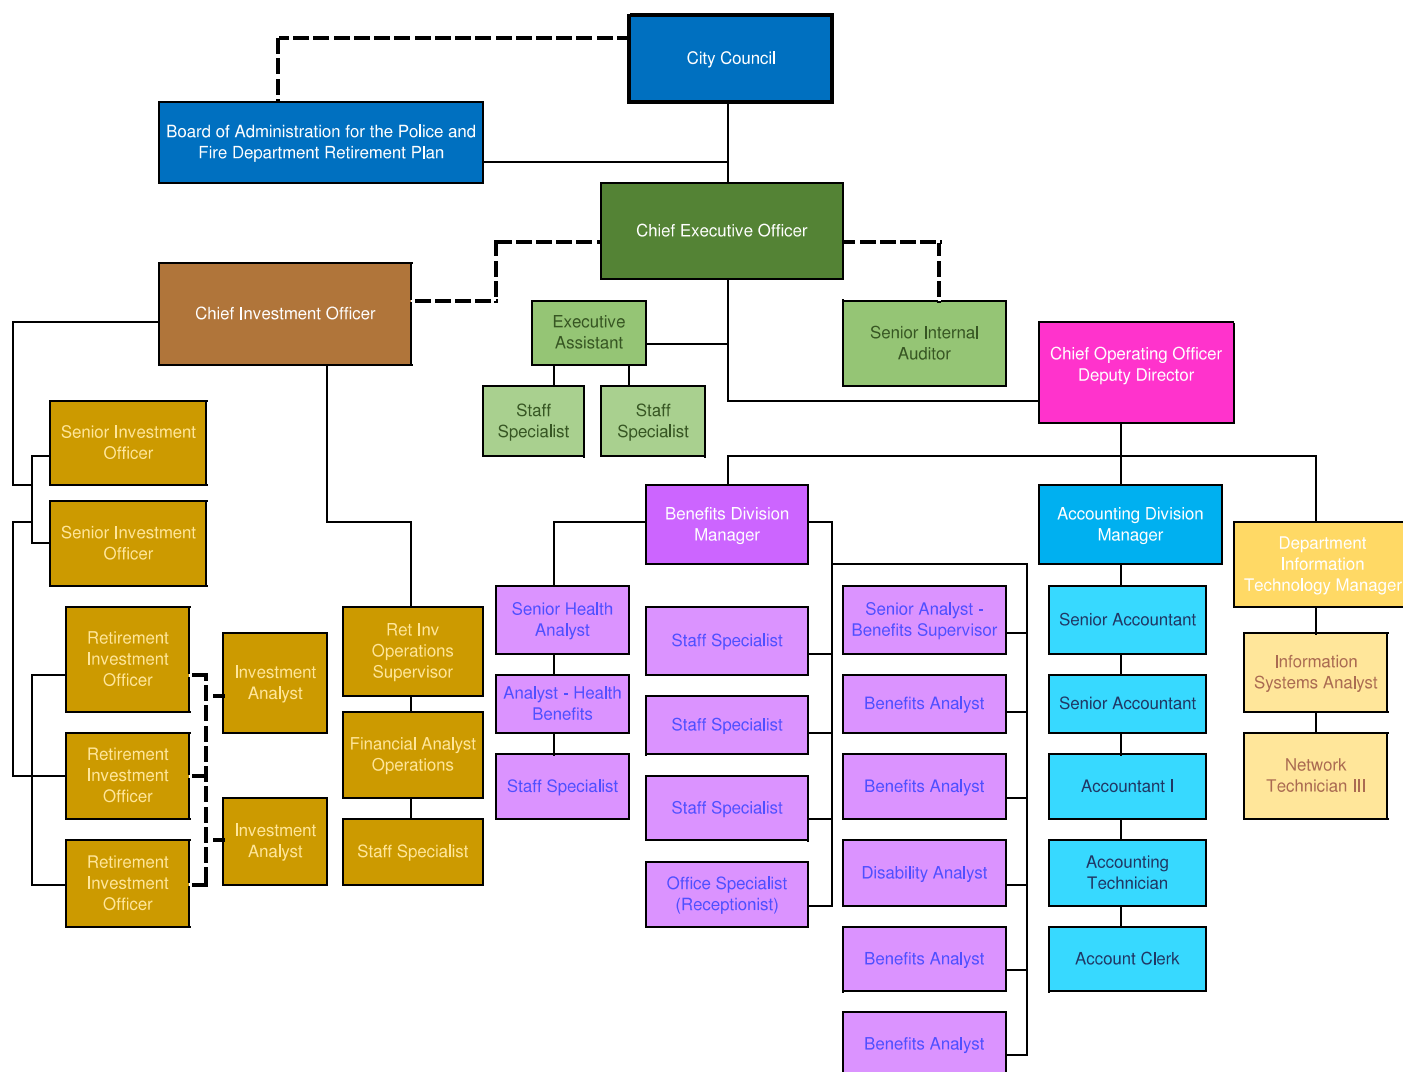 City Council
Board of Administration for the Police and
Fire Department Retirement Plan
Chief Executive Officer
Chief Investment Officer
Executive
Assistant
Senior Internal
Auditor
Chief Operating Officer
Deputy Director
Staff
Specialist
Staff
Specialist
Senior Investment
Officer
Senior Investment
Officer
Retirement
Investment
Officer
Retirement
Investment
Officer
Retirement
Investment
Officer
Investment
Analyst
Investment
Analyst
Ret Inv
Operations
Supervisor
Financial Analyst
Operations
Staff Specialist
Benefits Division
Manager
Senior Health
Analyst
Analyst - Health
Benefits
Staff Specialist
Staff Specialist
Staff Specialist
Staff Specialist
Office Specialist
(Receptionist)
Senior Analyst -
Benefits Supervisor
Benefits Analyst
Benefits Analyst
Disability Analyst
Benefits Analyst
Benefits Analyst
Accounting Division
Manager
Senior Accountant
Senior Accountant
Accountant I
Accounting
Technician
Account Clerk
Department
Information
Technology Manager
Information
Systems Analyst
Network
Technician III